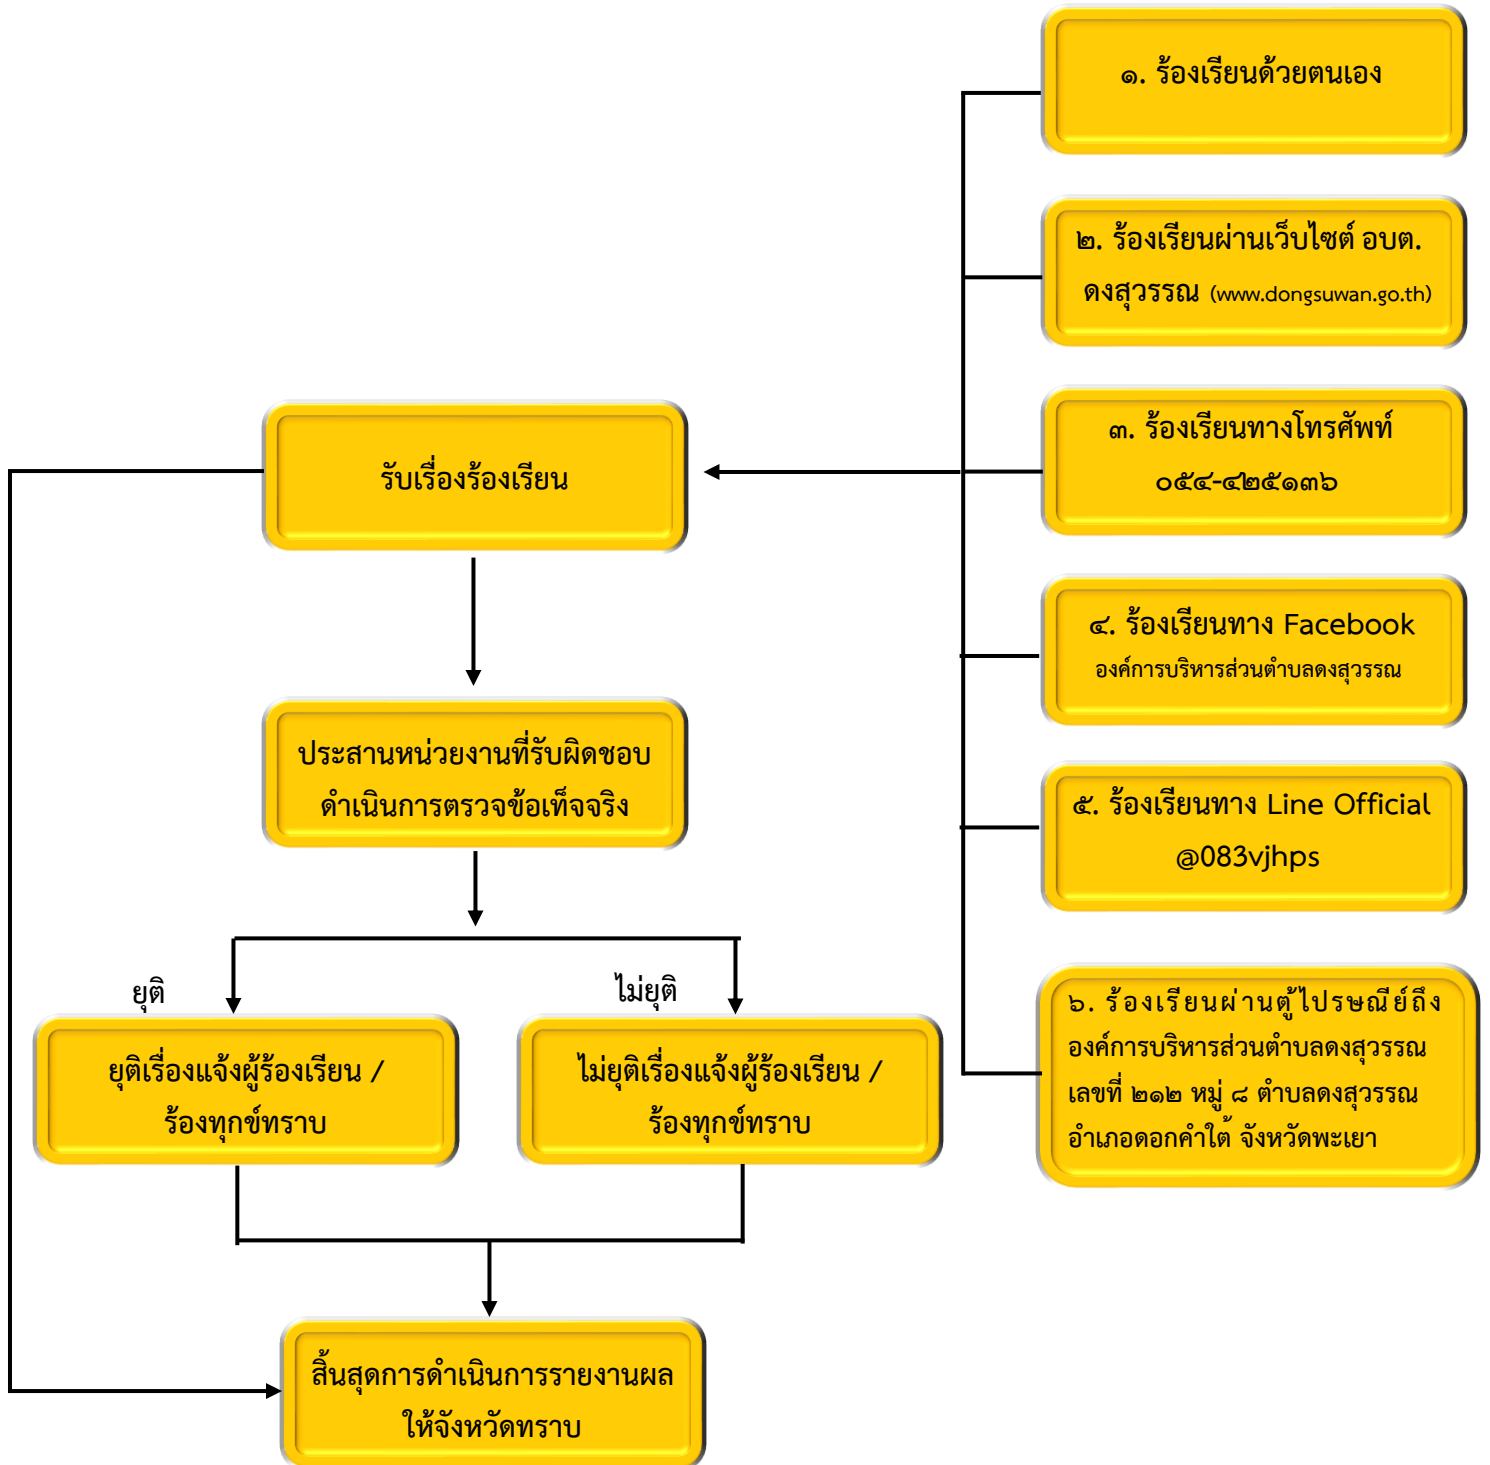 ๑. ร้องเรียนด้วยตนเอง
๒. ร้องเรียนผ่านเว็บไซต์ อบต.
ดงสุวรรณ (www.dongsuwan.go.th)
๓. ร้องเรียนทางโทรศัพท์
๐๕๔-๔๒๕๑๓๖
๔. ร้องเรียนทาง Facebook
องค์การบริหารส่วนตำบลดงสุวรรณ
๕. ร้องเรียนทาง Line Official
@083vjhps
๖. ร้องเรียนผ่านตู้ไปรษณีย์ถึง
องค์การบริหารส่วนตำบลดงสุวรรณ
เลขที่ ๒๑๒ หมู่ ๘ ตำบลดงสุวรรณ
อำเภอดอกคำใต้ จังหวัดพะเยา
รับเรื่องร้องเรียน
ประสานหน่วยงานที่รับผิดชอบ
ดำเนินการตรวจข้อเท็จจริง
ยุติ
ไม่ยุติ
ยุติเรื่องแจ้งผู้ร้องเรียน /
ร้องทุกข์ทราบ
ไม่ยุติเรื่องแจ้งผู้ร้องเรียน /
ร้องทุกข์ทราบ
สิ้นสุดการดำเนินการรายงานผล
ให้จังหวัดทราบ